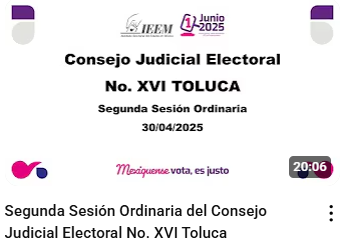 IEEM
1 Junio
2025
Consejo Judicial Electoral
No. XVI TOLUCA
Segunda Sesión Ordinaria
30/04/2025
Mexiquense vota, es justo
20:06
Segunda Sesión Ordinaria del Consejo
Judicial Electoral No. XVI Toluca